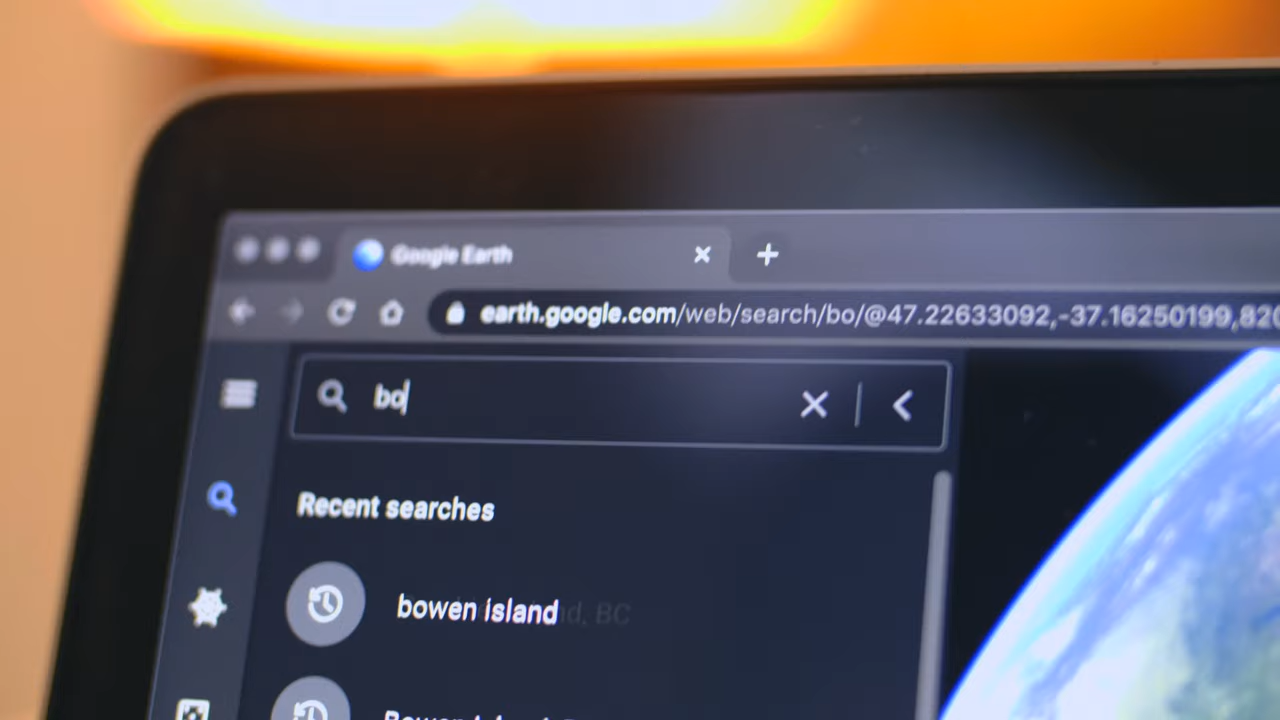 Google Earth
earth.google.com/web/search/bo/@47.22633092,-37.16250199,820
bo
Recent searches
bowen island